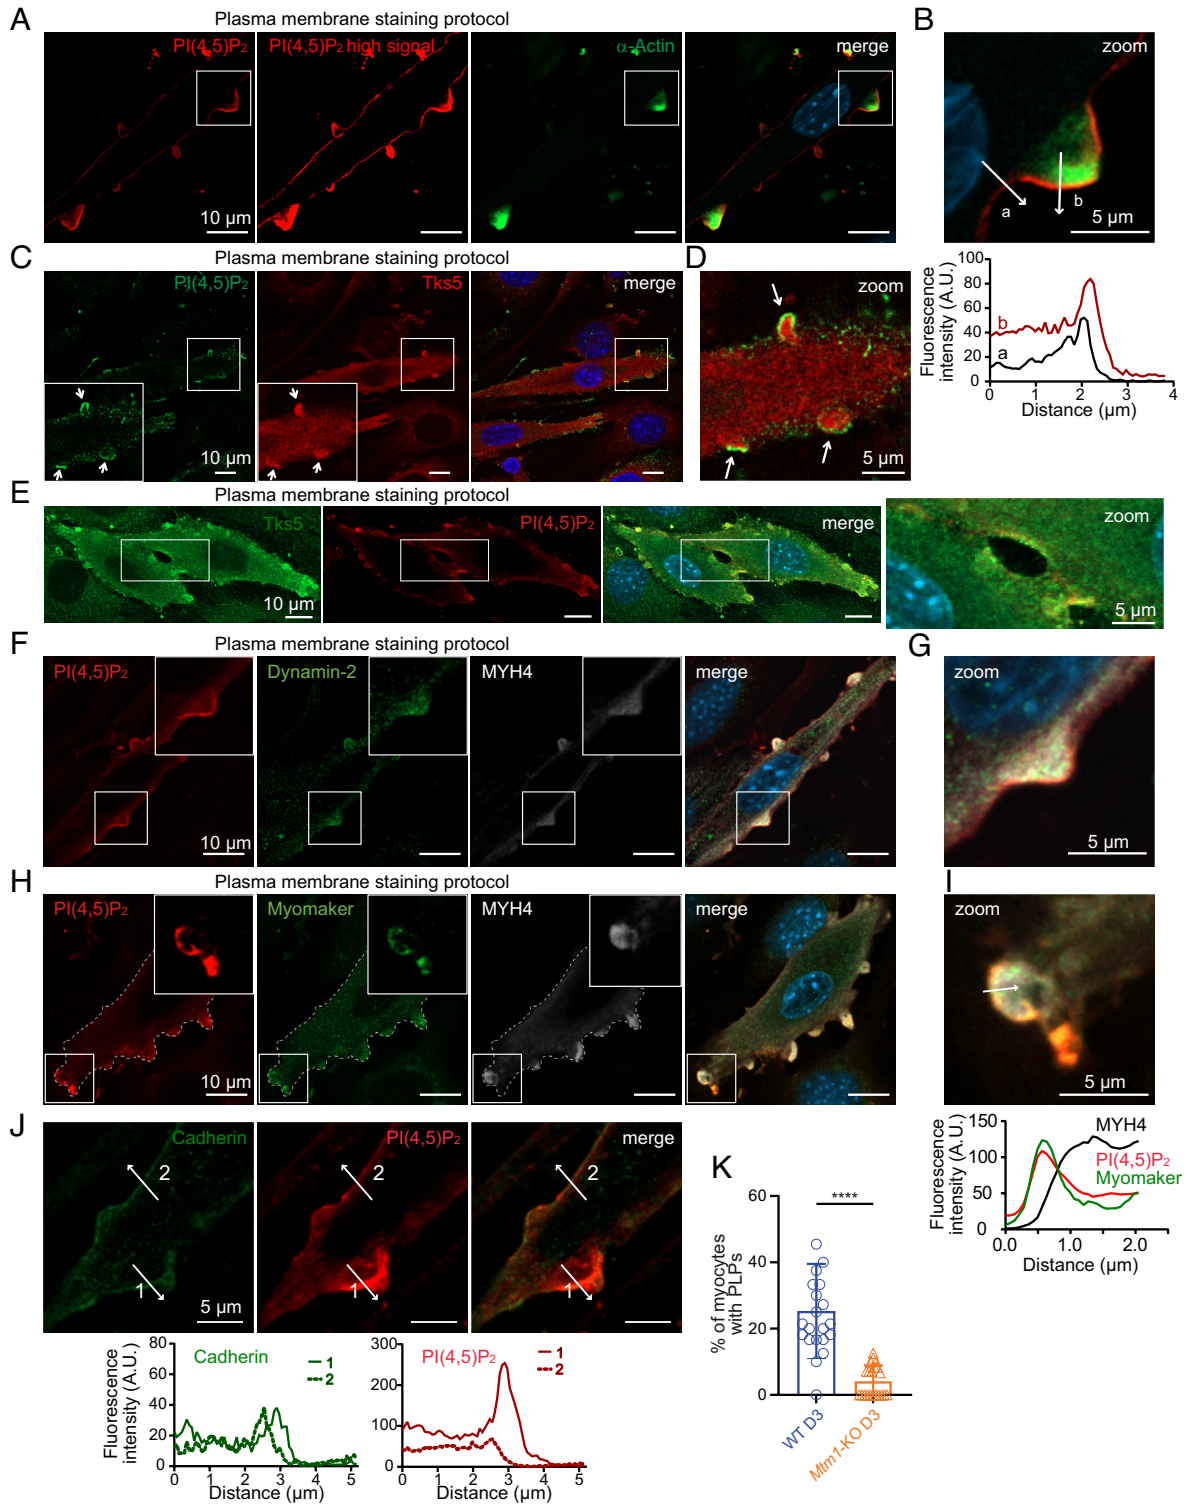 A
Plasma membrane staining protocol
PI(4,5)P2
PI(4,5)P2 high signal
α-Actin
merge
10 µm
B
zoom
a
b
5 µm
Fluorescence
intensity (A.U.)
100
80
60
40
20
0
b
a
0 1 2 3 4
Distance (µm)
C
Plasma membrane staining protocol
PI(4,5)P2
Tks5
merge
10 µm
D
zoom
5 µm
E
Plasma membrane staining protocol
Tks5
PI(4,5)P2
merge
zoom
10 µm
5 µm
F
Plasma membrane staining protocol
PI(4,5)P2
Dynamin-2
MYH4
merge
10 µm
G
zoom
5 µm
H
Plasma membrane staining protocol
PI(4,5)P2
Myomaker
MYH4
merge
10 µm
I
zoom
5 µm
Fluorescence
intensity (A.U.)
150
100
50
0
MYH4
PI(4,5)P2
Myomaker
0.0 1.0 2.0
Distance (µm)
J
Cadherin
PI(4,5)P2
merge
2
2
2
1
1
1
5 µm
Fluorescence
intensity (A.U.)
80
60
40
20
0
Cadherin
1
2
0 1 2 3 4 5
Distance (µm)
300
200
100
0
PI(4,5)P2
1
2
0 1 2 3 4 5
Distance (µm)
K
% of myocytes
with PLPs
60
40
20
0
****
WT D3
Mtm1-KO D3